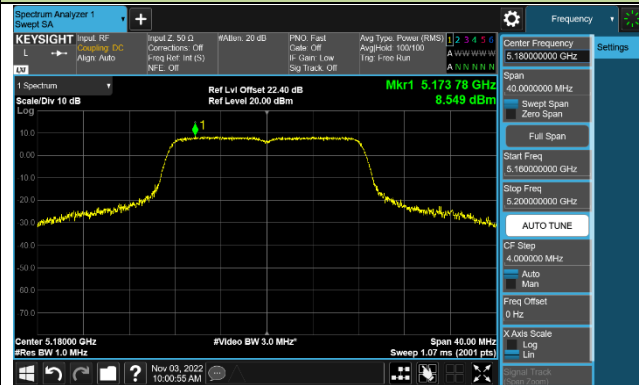 Spectrum Analyzer 1
Swept SA
+
Frequency
KEYSIGHT
L
Input: RF
Coupling: DC
Align: Auto
Input Z: 50 Ω
Corrections: Off
Freq Ref: Int (S)
NFE: Off
#Atten: 20 dB
PNO: Fast
Gate: Off
IF Gain: Low
Sig Track: Off
Avg Type: Power (RMS)
Avg|Hold: 100/100
Trig: Free Run
1 2 3 4 5 6
A W W W W W
A N N N N N
1 Spectrum
Scale/Div 10 dB
Log
Ref Lvl Offset 22.40 dB
Ref Level 20.00 dBm
Mkr1 5.173 78 GHz
8.549 dBm
1
10.0
0.00
-10.0
-20.0
-30.0
-40.0
-50.0
-60.0
-70.0
Center 5.18000 GHz
#Res BW 1.0 MHz
#Video BW 3.0 MHz*
Span 40.00 MHz
Sweep 1.07 ms (2001 pts)
Nov 03, 2022
10:00:55 AM
?
Center Frequency
5.180000000 GHz
Settings
Span
40.0000000 MHz
Swept Span
Zero Span
Full Span
Start Freq
5.160000000 GHz
Stop Freq
5.200000000 GHz
AUTO TUNE
CF Step
4.000000 MHz
Auto
Man
Freq Offset
0 Hz
X Axis Scale
Log
Lin
Signal Track
(Span Zoom)